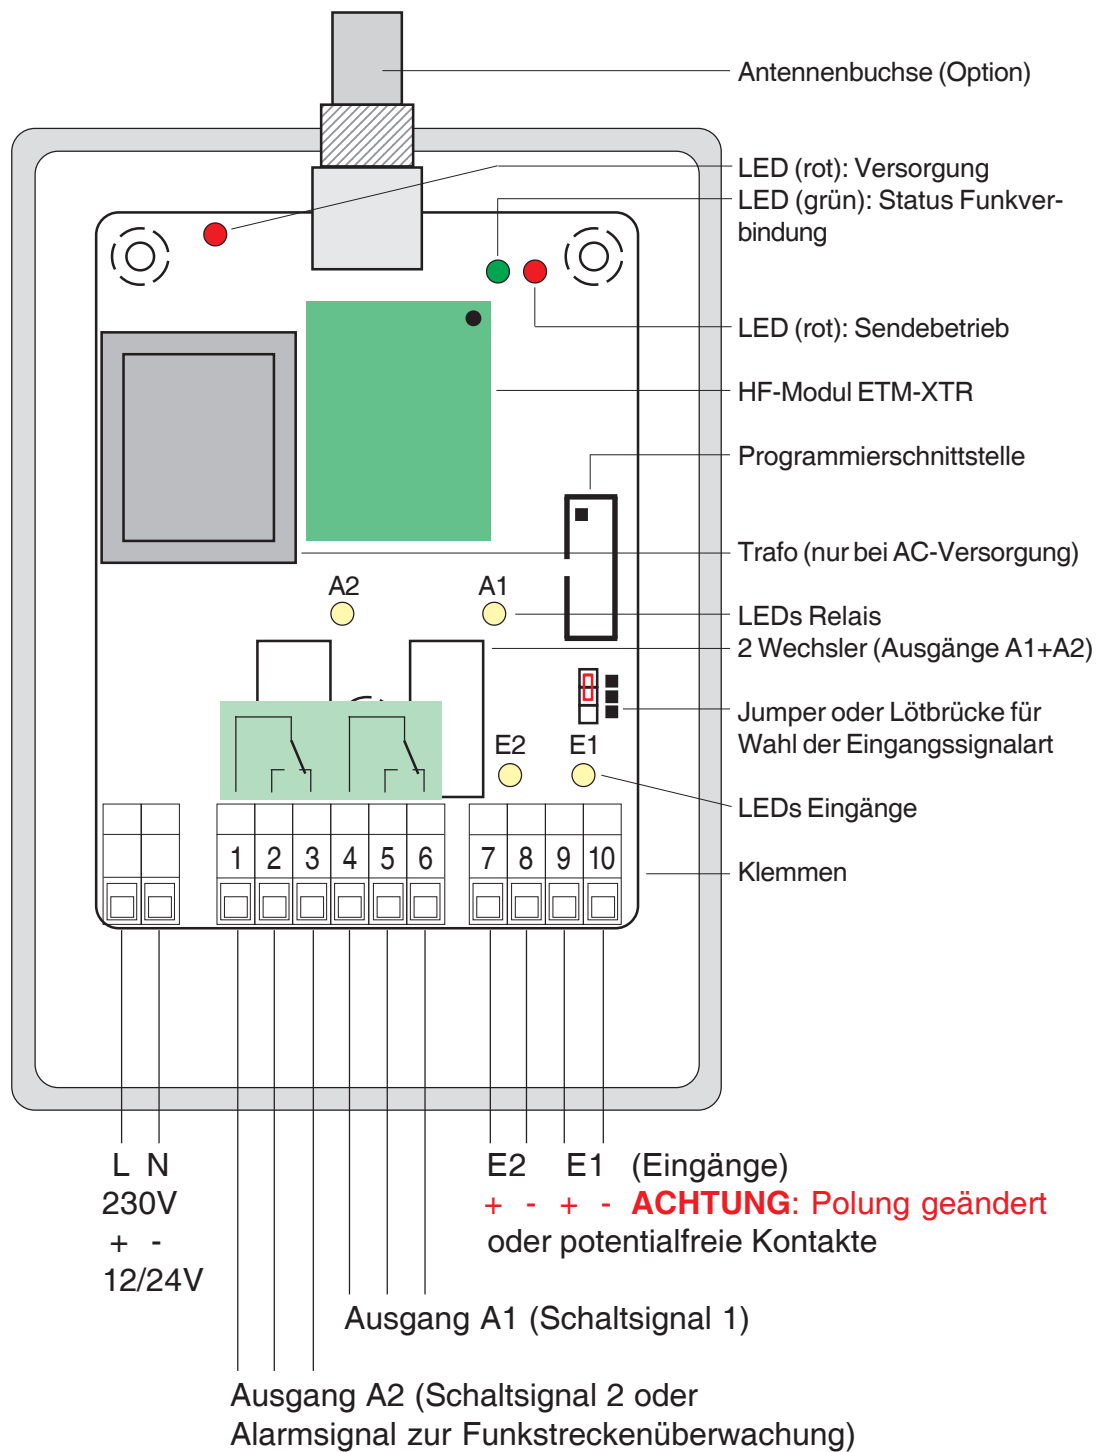 Antennenbuchse (Option)
LED (rot): Versorgung
LED (grün): Status Funkver-
bindung
LED (rot): Sendebetrieb
HF-Modul ETM-XTR
Programmierschnittstelle
Trafo (nur bei AC-Versorgung)
A2 A1
LEDs Relais
2 Wechsler (Ausgänge A1+A2)
Jumper oder Lötbrücke für
Wahl der Eingangssignalart
E2 E1
LEDs Eingänge
1 2 3 4 5 6 7 8 9 10
Klemmen
L N
230V
+ -
12/24V
E2 E1 (Eingänge)
+ - + - ACHTUNG: Polung geändert
oder potentialfreie Kontakte
Ausgang A1 (Schaltsignal 1)
Ausgang A2 (Schaltsignal 2 oder
Alarmsignal zur Funkstreckenüberwachung)